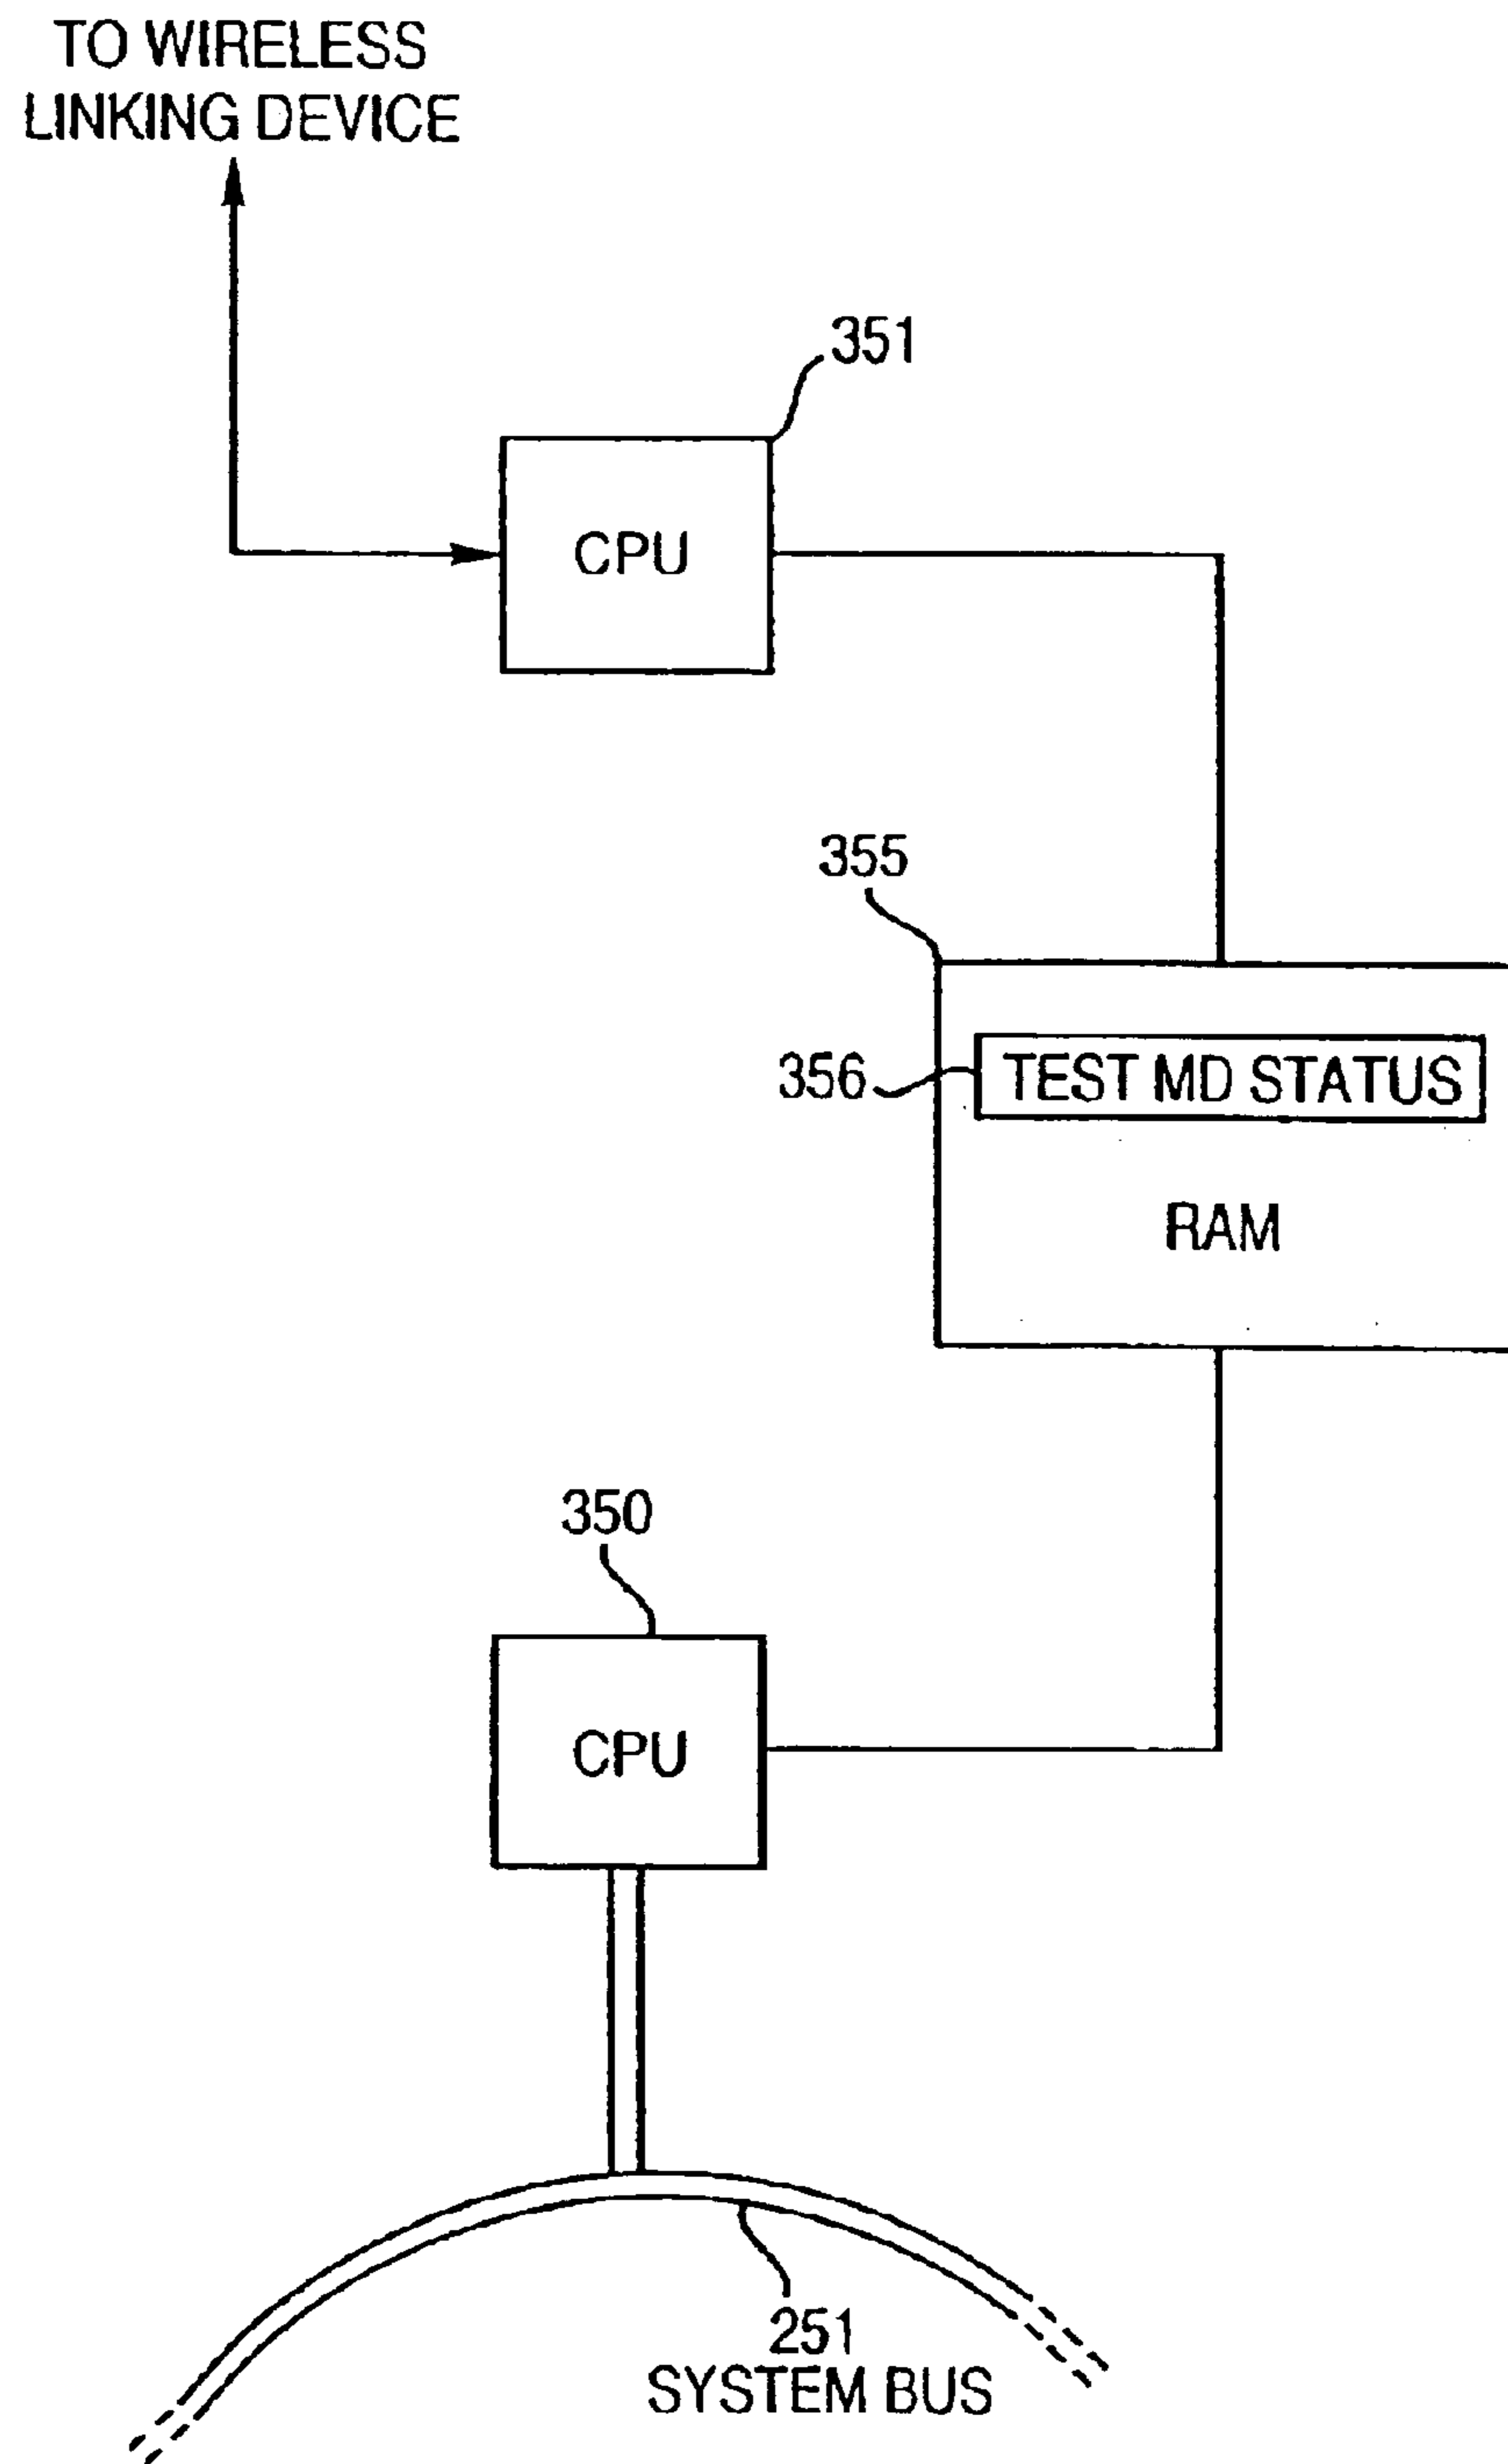 TO WIRELESS
LINKING DEVICE
351
CPU
355
356
TEST MD STATUS
RAM
350
CPU
251
SYSTEM BUS